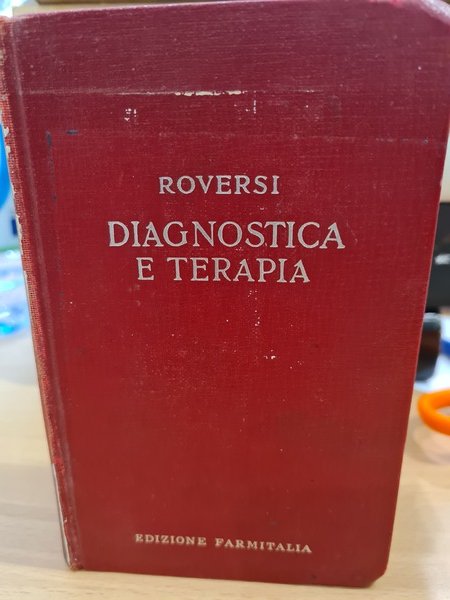 ROVERSI
DIAGNOSTICA
E TERAPIA
EDIZIONE FARMITALIA